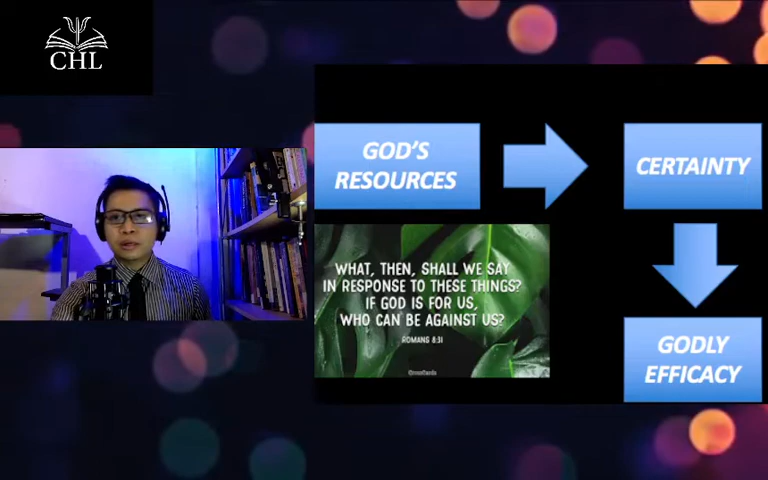 CHL
GOD'S
RESOURCES
CERTAINTY
WHAT, THEN, SHALL WE SAY
IN RESPONSE TO THESE THINGS?
IF GOD IS FOR US,
WHO CAN BE AGAINST US?
ROMANS 8:31
GODLY
EFFICACY